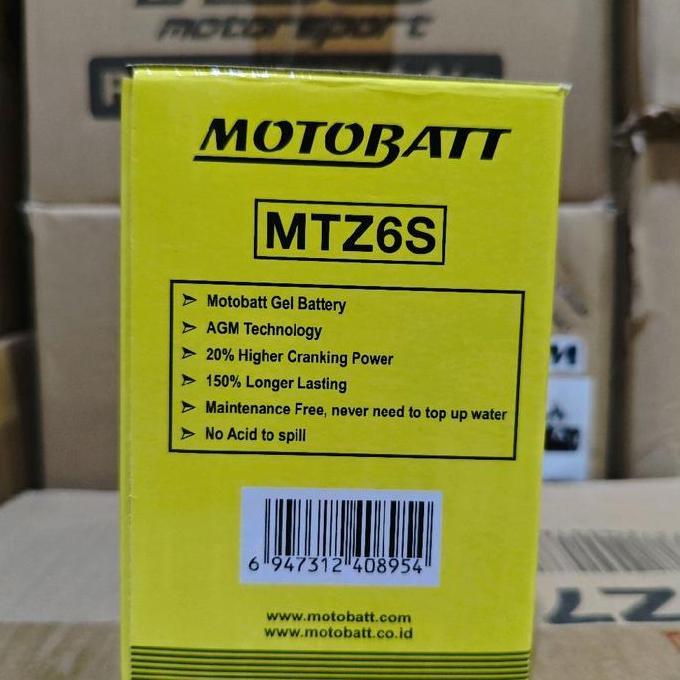 motorsport
MOTOBATT
MTZ6S
➢ Motobatt Gel Battery
➢ AGM Technology
➢ 20% Higher Cranking Power
➢ 150% Longer Lasting
➢ Maintenance Free, never need to top up water
➢ No Acid to spill
6 947312 408954
www.motobatt.com
www.motobatt.co.id